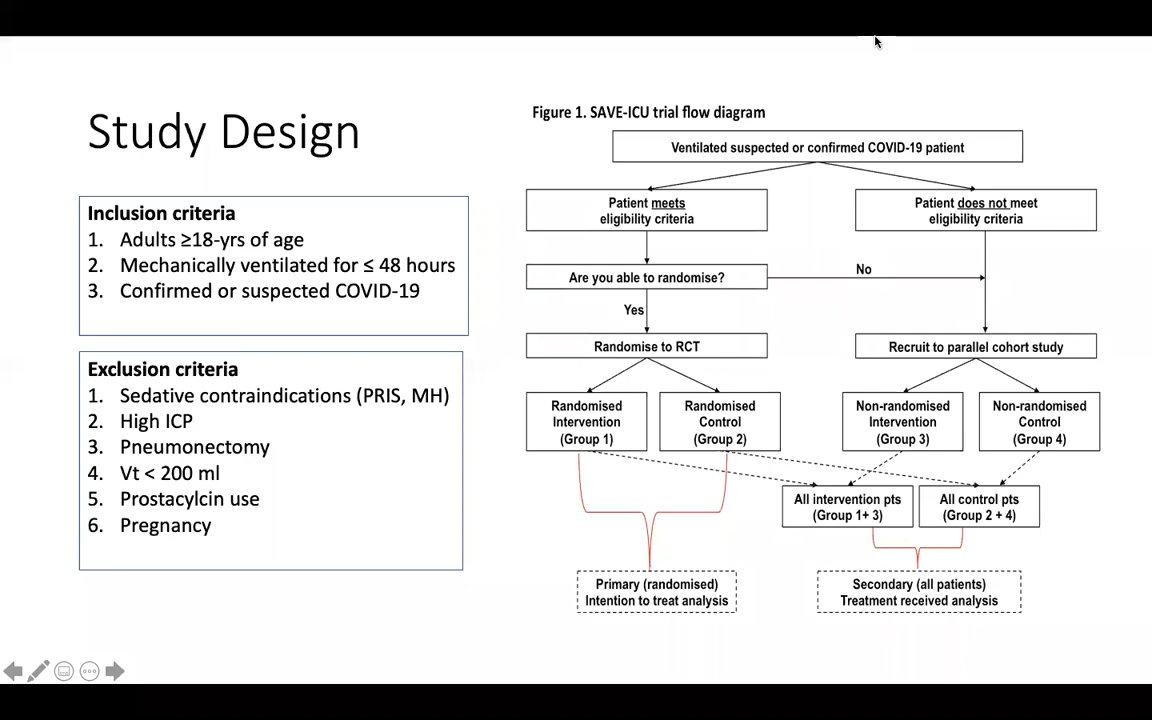 Study Design
Inclusion criteria
1. Adults ≥18-yrs of age
2. Mechanically ventilated for ≤ 48 hours
3. Confirmed or suspected COVID-19
Exclusion criteria
1. Sedative contraindications (PRIS, MH)
2. High ICP
3. Pneumonectomy
4. Vt < 200 ml
5. Prostacylcin use
6. Pregnancy
Figure 1. SAVE-ICU trial flow diagram
Ventilated suspected or confirmed COVID-19 patient
Patient meets
eligibility criteria
Patient does not meet
eligibility criteria
Are you able to randomise?
No
Yes
Randomise to RCT
Recruit to parallel cohort study
Randomised
Intervention
(Group 1)
Randomised
Control
(Group 2)
Non-randomised
Intervention
(Group 3)
Non-randomised
Control
(Group 4)
All intervention pts
(Group 1+ 3)
All control pts
(Group 2 + 4)
Primary (randomised)
Intention to treat analysis
Secondary (all patients)
Treatment received analysis